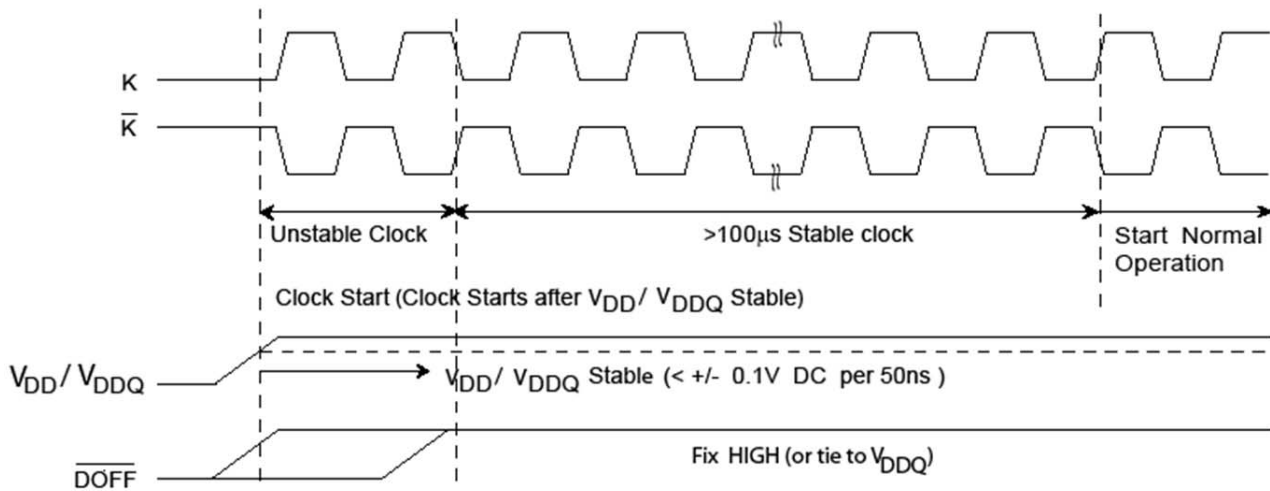 K
K̅
Unstable Clock
>100µs Stable clock
Start Normal
Operation
Clock Start (Clock Starts after VDD/ VDDQ Stable)
VDD/VDDQ
VDD/ VDDQ Stable (< +/- 0.1V DC per 50ns )
Fix HIGH (or tie to VDDQ)
D̅O̅F̅F̅